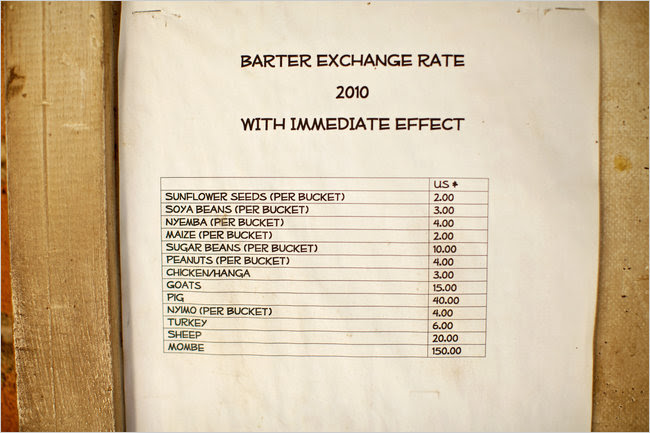 BARTER EXCHANGE RATE
2010
WITH IMMEDIATE EFFECT
US $
SUNFLOWER SEEDS (PER BUCKET) 2.00
SOYA BEANS (PER BUCKET) 3.00
NYEMBA (PER BUCKET) 4.00
MAIZE (PER BUCKET) 2.00
SUGAR BEANS (PER BUCKET) 10.00
PEANUTS (PER BUCKET) 4.00
CHICKEN/HANGA 3.00
GOATS 15.00
PIG 40.00
NYIMO (PER BUCKET) 4.00
TURKEY 6.00
SHEEP 20.00
MOMBE 150.00